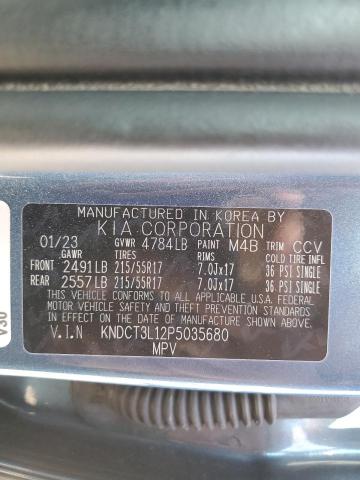 MANUFACTURED IN KOREA BY
KIA CORPORATION
01/23 GVWR 4784LB PAINT M4B TRIM CCV
GAWR TIRES RIMS COLD TIRE INFL
FRONT 2491LB 215/55R17 7.0Jx17 36 PSI SINGLE
REAR 2557LB 215/55R17 7.0Jx17 36 PSI SINGLE
THIS VEHICLE CONFORMS TO ALL APPLICABLE FEDERAL
MOTOR VEHICLE SAFETY AND THEFT PREVENTION
STANDARDS IN EFFECT ON THE DATE OF MANUFACTURE
SHOWN ABOVE.
V.I.N KNDCT3L12P5035680
MPV
V30